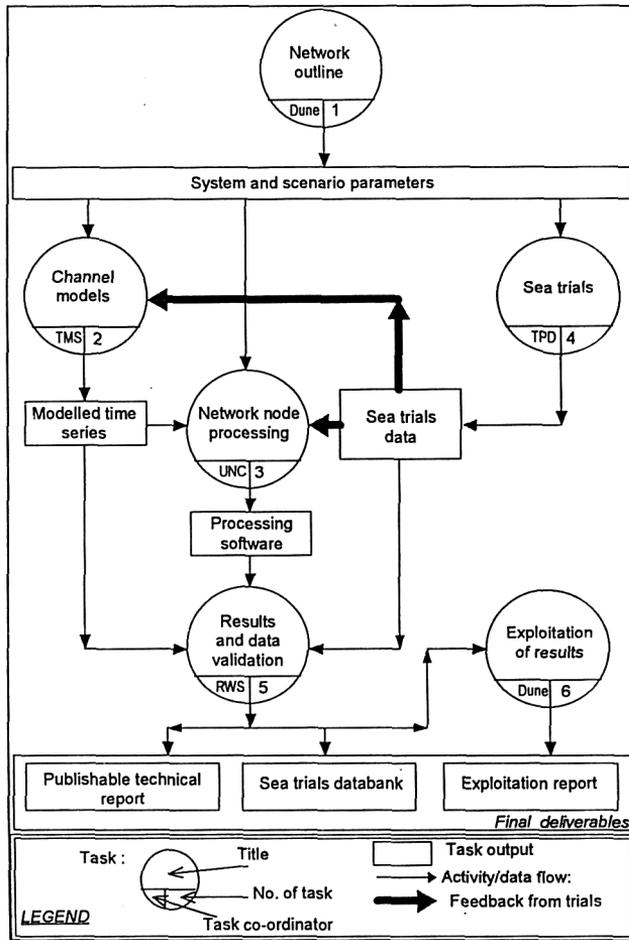 Network
outline
Dune 1
System and scenario parameters
Channel
models
TMS 2
Sea trials
TPD 4
Modelled time
series
Network node
processing
UNC 3
Sea trials
data
Processing
software
Results
and data
validation
RWS 5
Exploitation
of results
Dune 6
Publishable technical
report
Sea trials databank
Exploitation report
Final deliverables
Task :
Title
No. of task
Task co-ordinator
Task output
Activity/data flow:
Feedback from trials
LEGEND